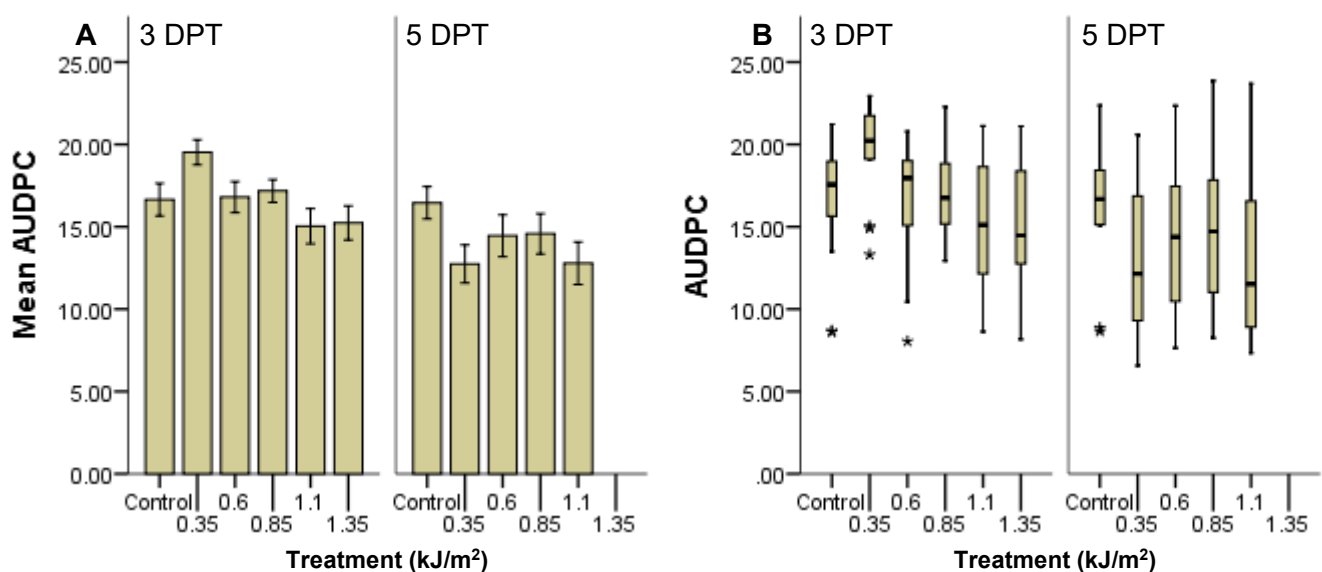 A 3 DPT 5 DPT
25.00
20.00
15.00
10.00
5.00
0.00
Mean AUDPC
Control 0.6 1.1 Control 0.6 1.1
0.35 0.85 1.35 0.35 0.85 1.35
Treatment (kJ/m²)
B 3 DPT 5 DPT
25.00
20.00
15.00
10.00
5.00
.00
AUDPC
Control 0.6 1.1 Control 0.6 1.1
0.35 0.85 1.35 0.35 0.85 1.35
Treatment (kJ/m²)